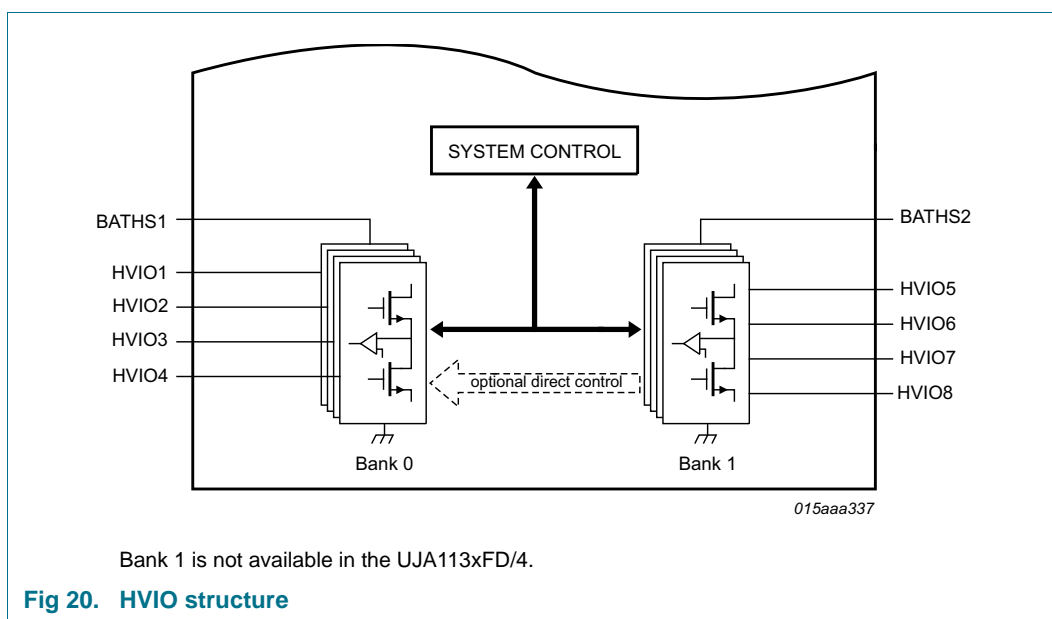 SYSTEM CONTROL
BATHS1
BATHS2
HVIO1
HVIO2
HVIO3
HVIO4
HVIO5
HVIO6
HVIO7
HVIO8
optional direct control
Bank 0
Bank 1
015aaa337
Bank 1 is not available in the UJA113xFD/4.
Fig 20. HVIO structure